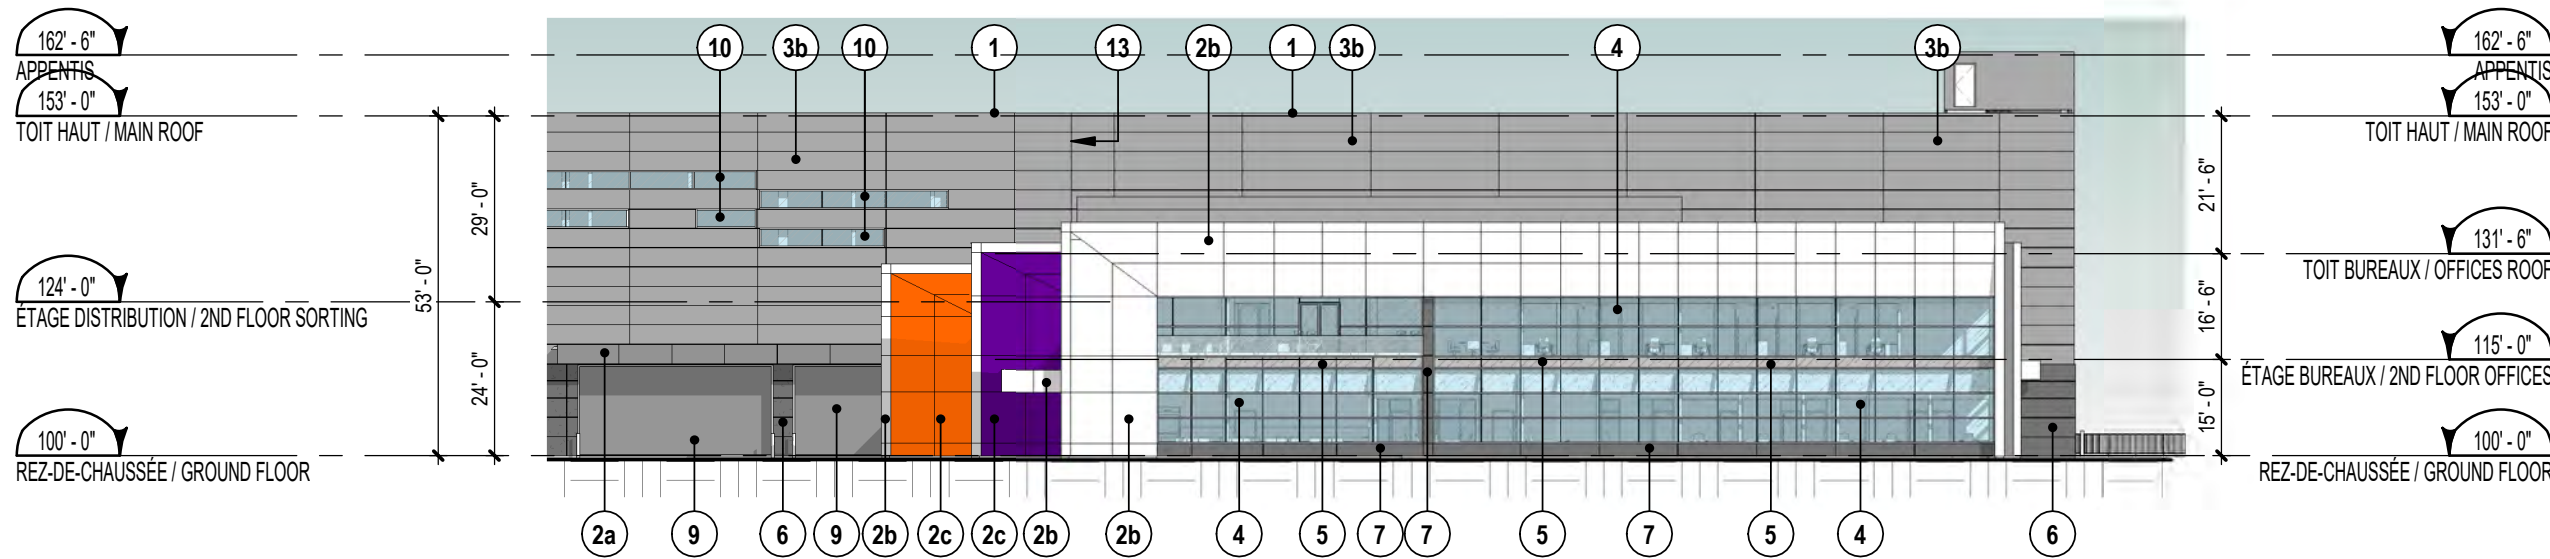 162' - 6"
APPENTIS
153' - 0"
TOIT HAUT / MAIN ROOF
124' - 0"
ÉTAGE DISTRIBUTION / 2ND FLOOR SORTING
100' - 0"
REZ-DE-CHAUSSÉE / GROUND FLOOR
53' - 0"
29' - 0"
24' - 0"
10 3b 10 1 13 2b 1 3b 4 3b
2a 9 6 9 2b 2c 2c 2b 2b 4 5 7 7 5 7 5 4 6
21' - 6"
16' - 6"
15' - 0"
162' - 6"
APPENTIS
153' - 0"
TOIT HAUT / MAIN ROOF
131' - 6"
TOIT BUREAUX / OFFICES ROOF
115' - 0"
ÉTAGE BUREAUX / 2ND FLOOR OFFICES
100' - 0"
REZ-DE-CHAUSSÉE / GROUND FLOOR